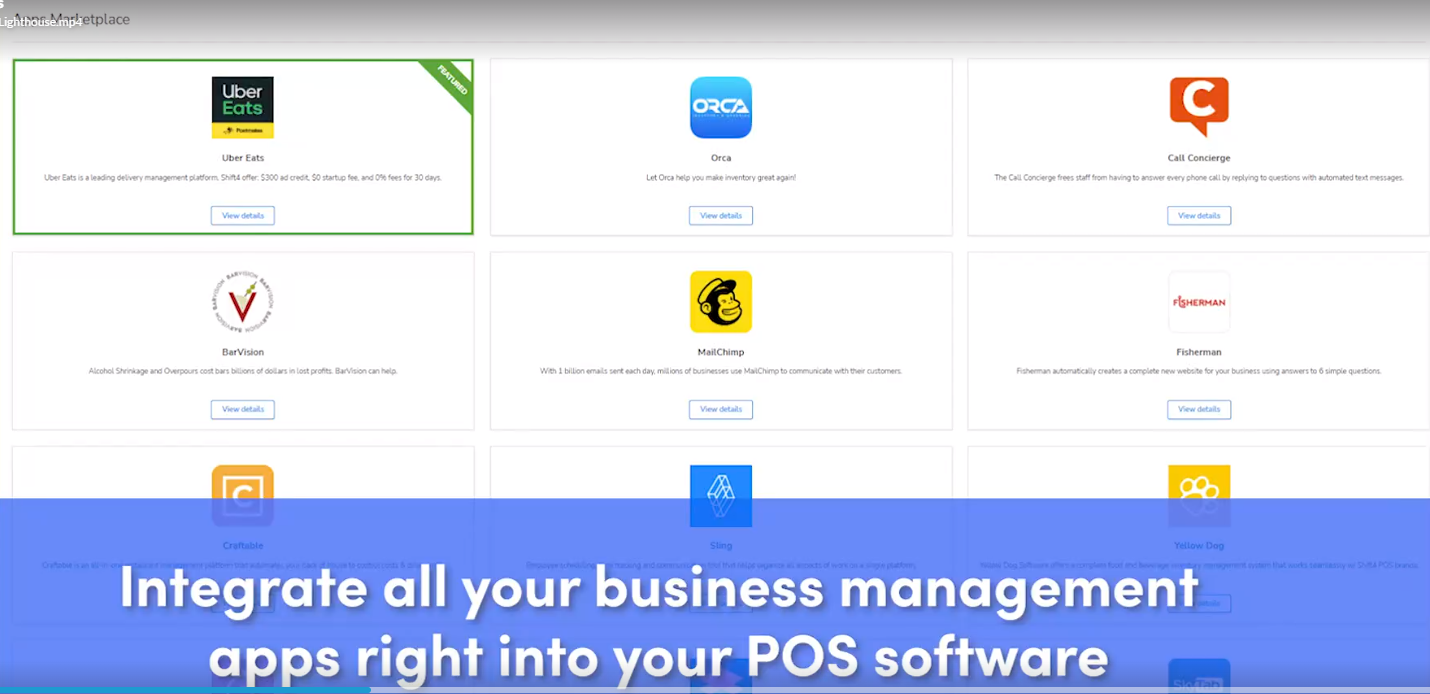 s
Apps Marketplace
Lighthouse.mp4
FEATURED
Uber
Eats
Postmates
ORCA
C
Uber Eats
Orca
Call Concierge
Uber Eats is a leading delivery management platform. Shift4 offer: $300 ad credit, $0 startup fee, and 0% fees for 30 days.
Let Orca help you make inventory great again!
The Call Concierge frees staff from having to answer every phone call by replying to questions with automated text messages.
View details
View details
View details
BARVISION BARVISION BARVISION BARVISION
V
FISHERMAN
BarVision
MailChimp
Fisherman
Alcohol Shrinkage and Overpours cost bars billions of dollars in lost profits. BarVision can help.
With 1 billion emails sent each day, millions of businesses use MailChimp to communicate with their customers.
Fisherman automatically creates a complete new website for your business using answers to 6 simple questions.
View details
View details
View details
C
Craftable
Sling
Yellow Dog
Integrate all your business management
apps right into your POS software
SkyTab